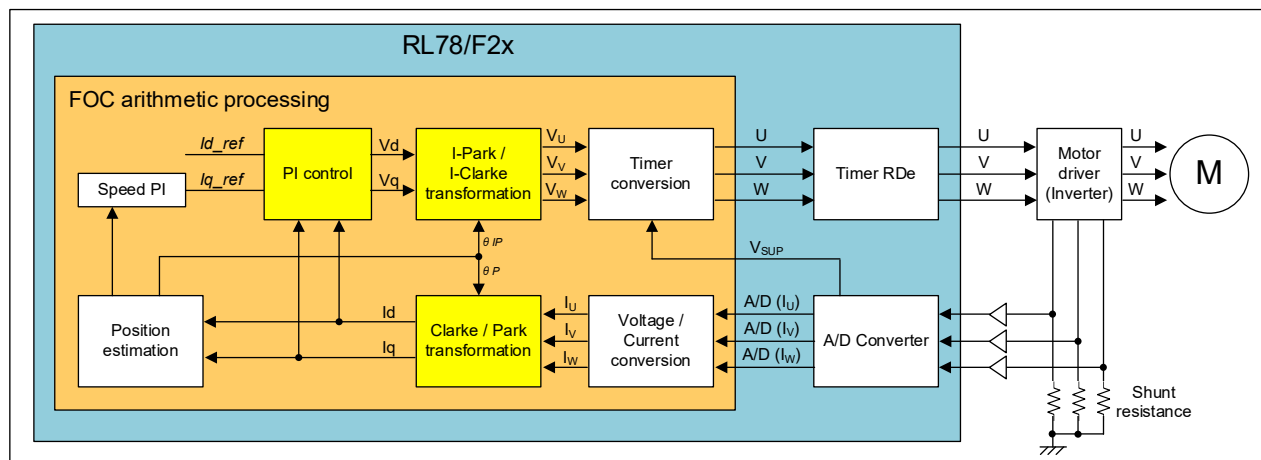 RL78/F2x
FOC arithmetic processing
Id_ref
Iq_ref
Speed PI
PI control
Vd
Vq
I-Park /
I-Clarke
transformation
VU
VV
VW
Timer
conversion
U
V
W
Timer RDe
U
V
W
Motor
driver
(Inverter)
U
V
W
M
θ IP
θ P
VSUP
Position
estimation
Id
Iq
Clarke / Park
transformation
IU
IV
IW
Voltage /
Current
conversion
A/D (IU)
A/D (IV)
A/D (IW)
A/D Converter
Shunt
resistance